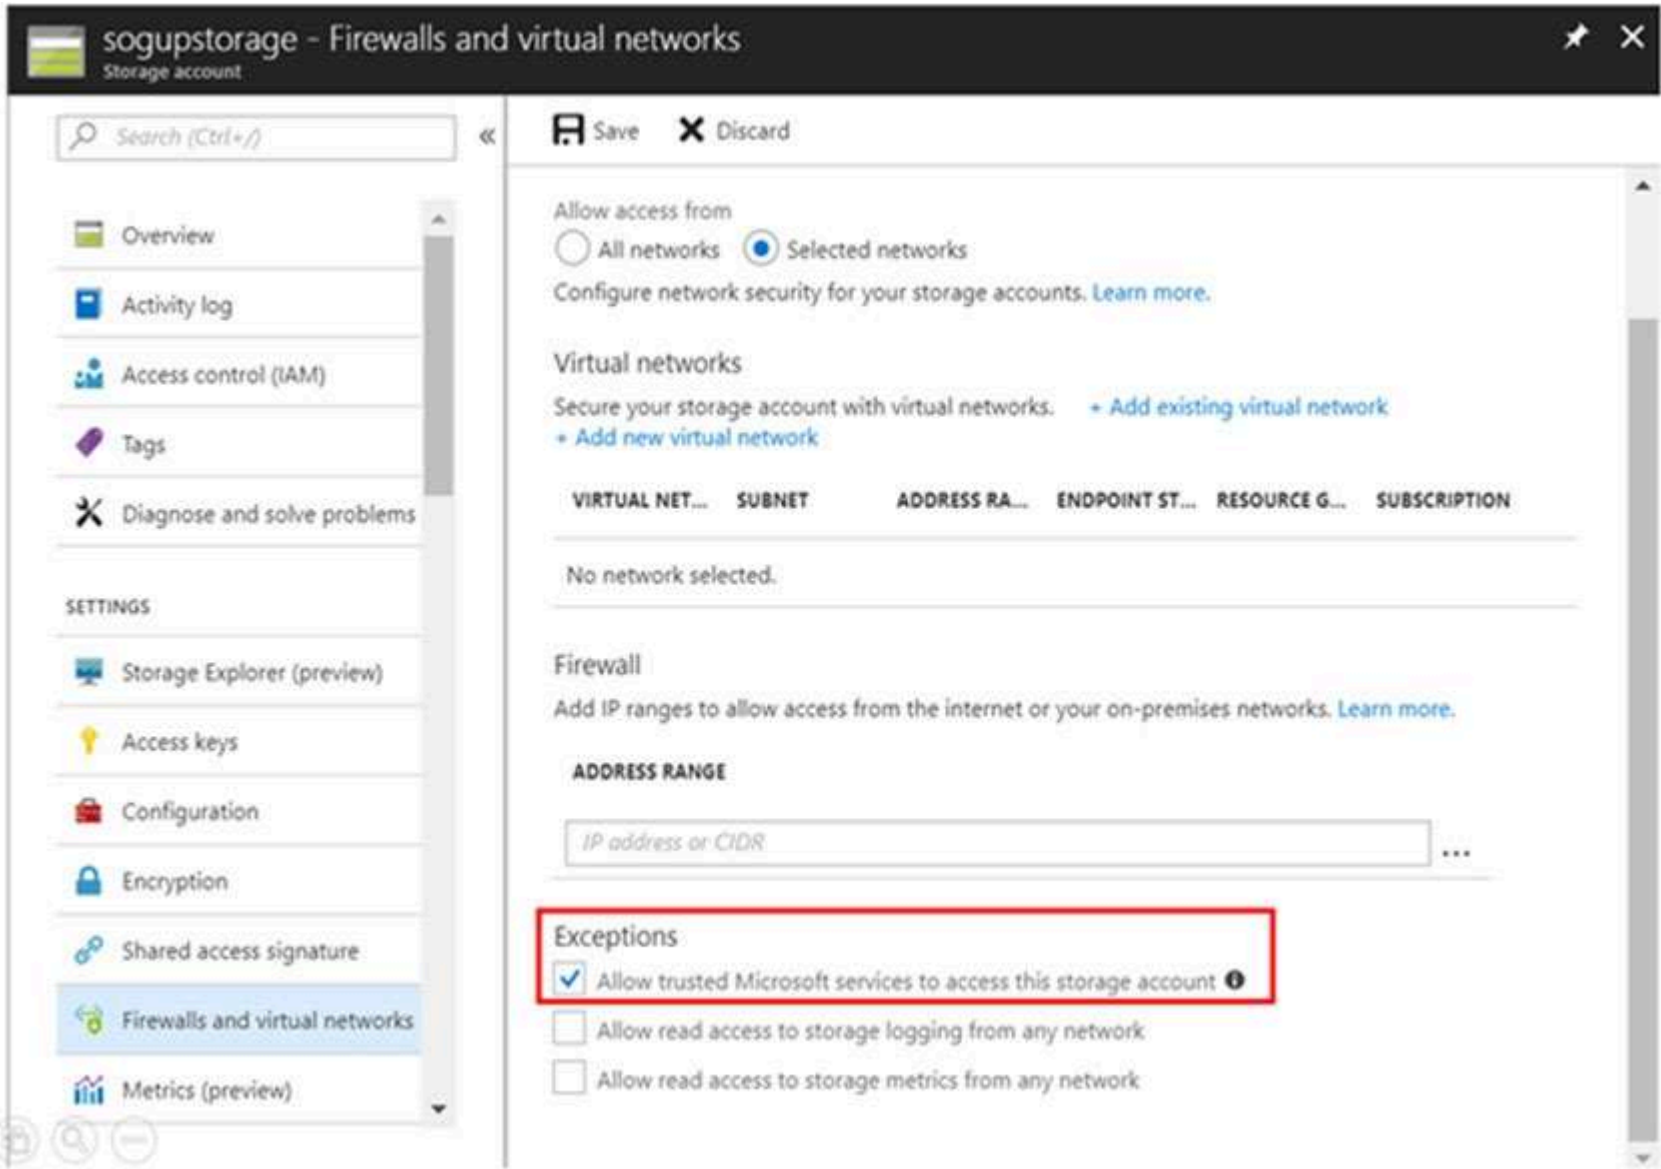 sogupstorage - Firewalls and virtual networks
Storage account
Search (Ctrl+/)
«
Overview
Activity log
Access control (IAM)
Tags
Diagnose and solve problems
SETTINGS
Storage Explorer (preview)
Access keys
Configuration
Encryption
Shared access signature
Firewalls and virtual networks
Metrics (preview)
Save Discard
Allow access from
All networks Selected networks
Configure network security for your storage accounts. Learn more.
Virtual networks
Secure your storage account with virtual networks. + Add existing virtual network
+ Add new virtual network
VIRTUAL NET... SUBNET ADDRESS RA... ENDPOINT ST... RESOURCE G... SUBSCRIPTION
No network selected.
Firewall
Add IP ranges to allow access from the internet or your on-premises networks. Learn more.
ADDRESS RANGE
IP address or CIDR
...
Exceptions
Allow trusted Microsoft services to access this storage account
Allow read access to storage logging from any network
Allow read access to storage metrics from any network